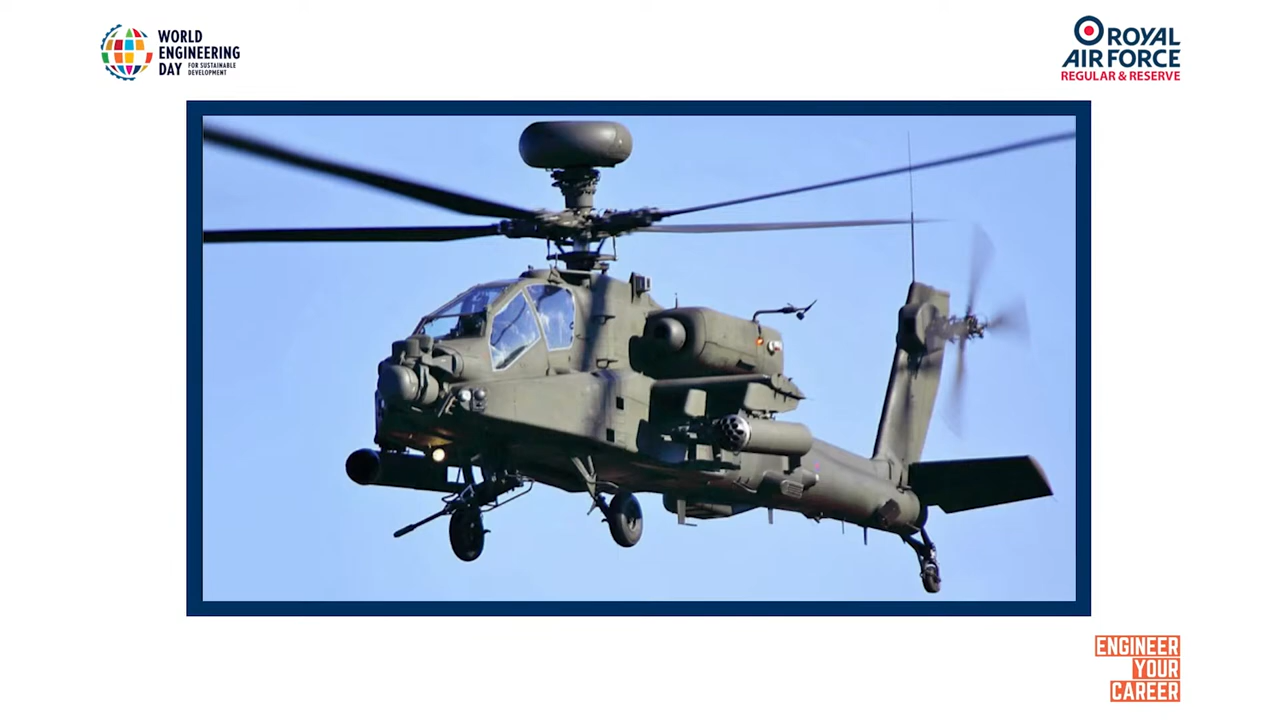 WORLD
ENGINEERING
DAY FOR SUSTAINABLE
DEVELOPMENT
ROYAL
AIR FORCE
REGULAR & RESERVE
ENGINEER
YOUR
CAREER